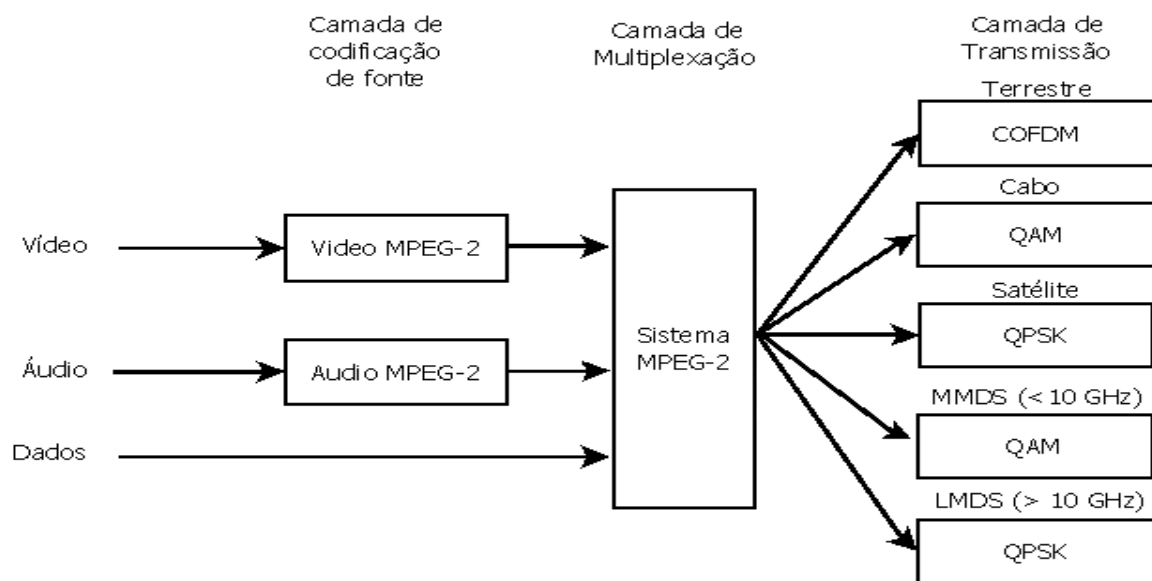 Camada de
codificação
de fonte
Camada de
Multiplexação
Camada de
Transmissão
Terrestre
COFDM
Cabo
QAM
Vídeo
Video MPEG-2
Satélite
QPSK
Sistema
MPEG-2
Áudio
Audio MPEG-2
MMDS (< 10 GHz)
QAM
Dados
LMDS (> 10 GHz)
QPSK